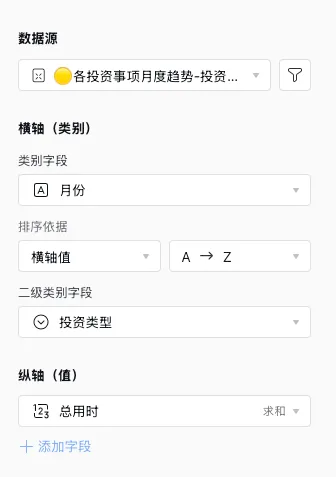 数据源
🟡各投资事项月度趋势-投资...
横轴（类别）
类别字段
A 月份
排序依据
横轴值
A → Z
二级类别字段
投资类型
纵轴（值）
123 总用时 求和
+ 添加字段